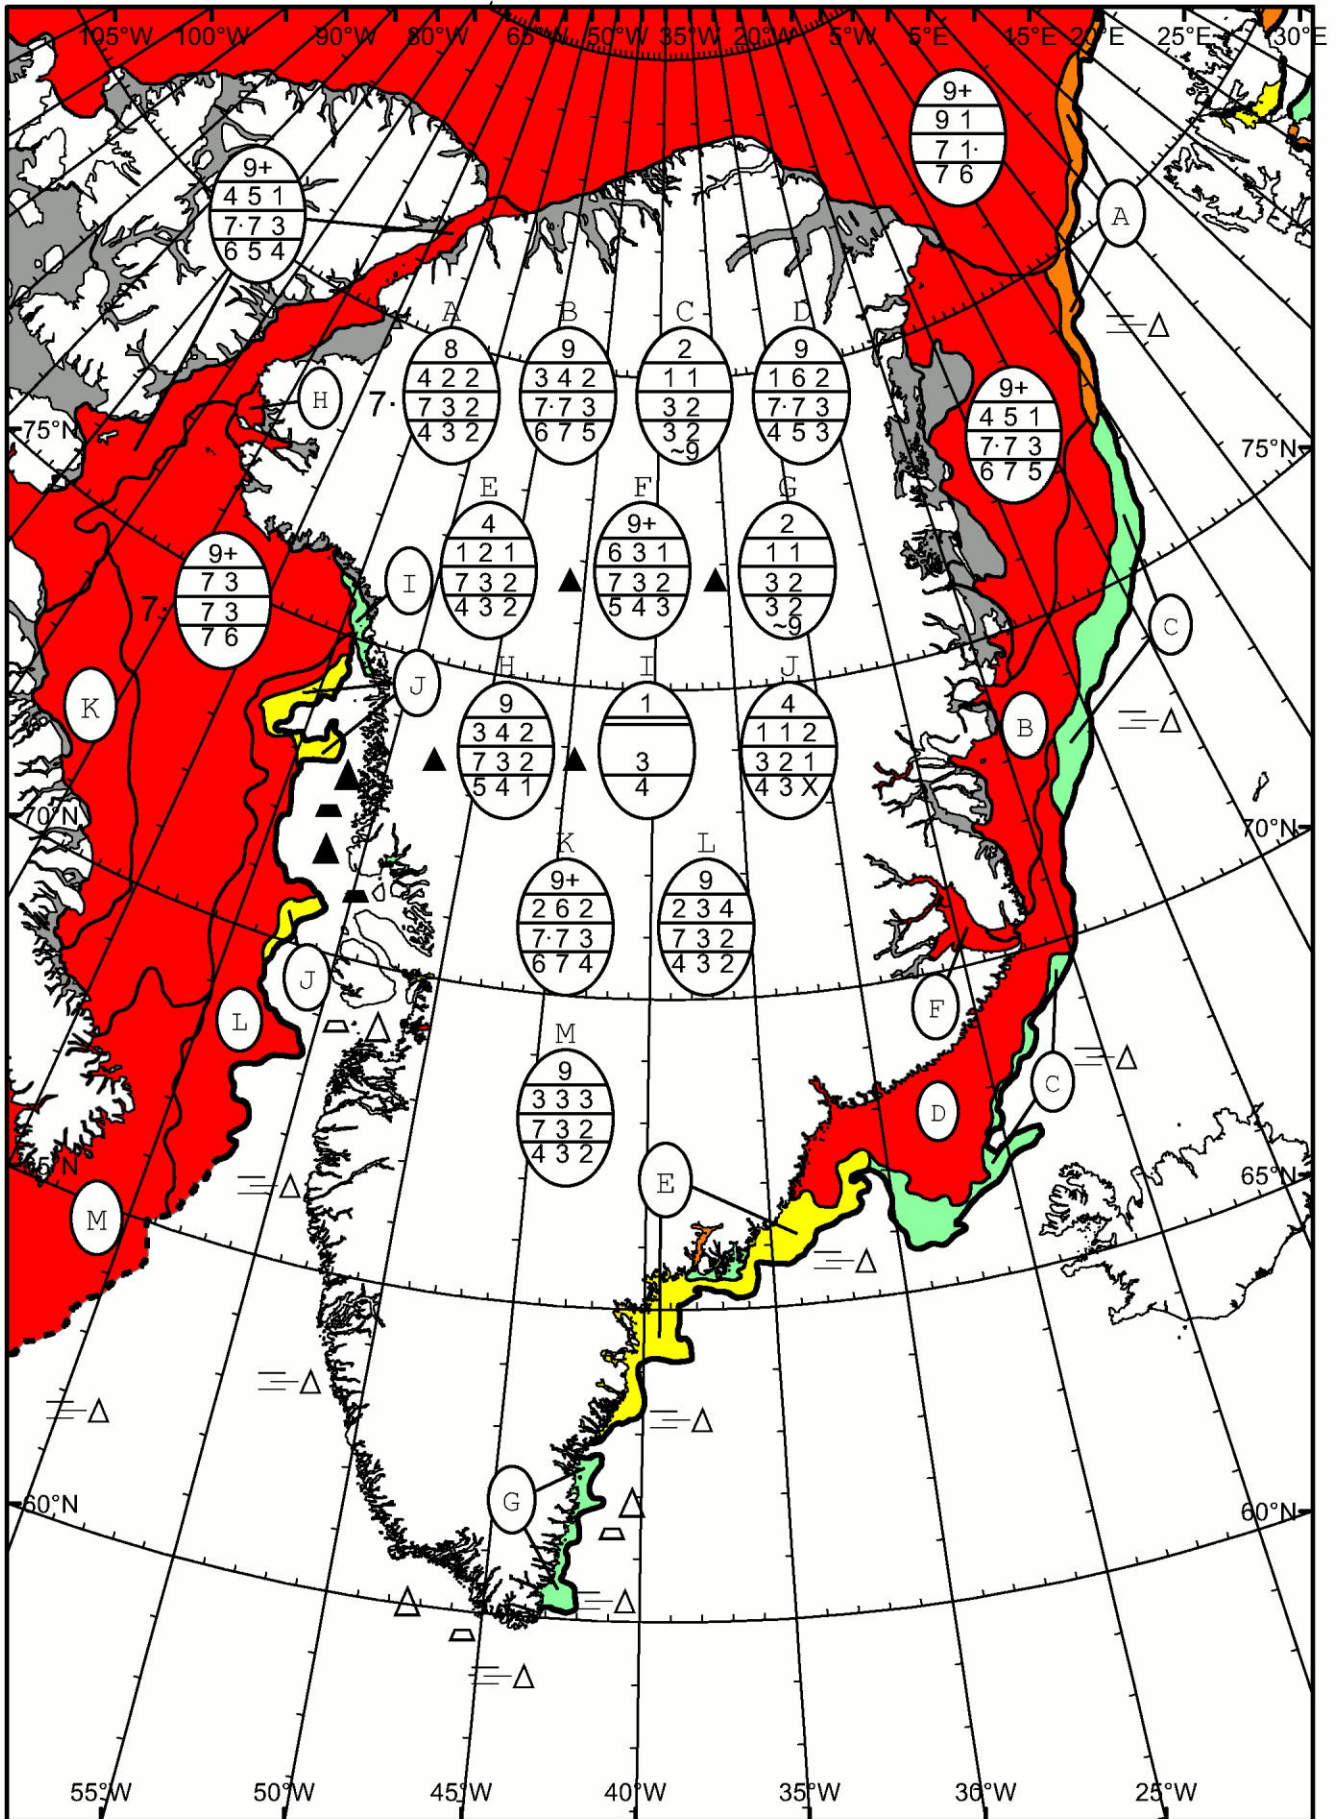 105°W 100°W 90°W 80°W 65°W 50°W 35°W 20°W 5°W 5°E 15°E 20°E 25°E 30°E
9+
9 1
7 1·
7 6
9+
4 5 1
7·7 3
6 5 4
A
A B C D
8 9 2 9
4 2 2 3 4 2 1 1 1 6 2
7· 7 3 2 7·7 3 3 2 7·7 3
4 3 2 6 7 5 3 2 4 5 3
~9
H
9+
4 5 1
7·7 3
6 7 5
75°N 75°N
E F G
4 9+ 2
1 2 1 6 3 1 1 1
7 3 2 7 3 2 3 2
4 3 2 5 4 3 3 2
~9
9+
7 3
7· 7 3
7 6
I
C
H I J
9 1 4
3 4 2 1 1 2
7 3 2 3 3 2 1
5 4 1 4 4 3 X
J
K
B
70°N 70°N
K L
9+ 9
2 6 2 2 3 4
7·7 3 7 3 2
6 7 4 4 3 2
J
F
L
M
9
3 3 3
7 3 2
4 3 2
C
D
65°N 65°N
E
M
G
60°N 60°N
55°W 50°W 45°W 40°W 35°W 30°W 25°W